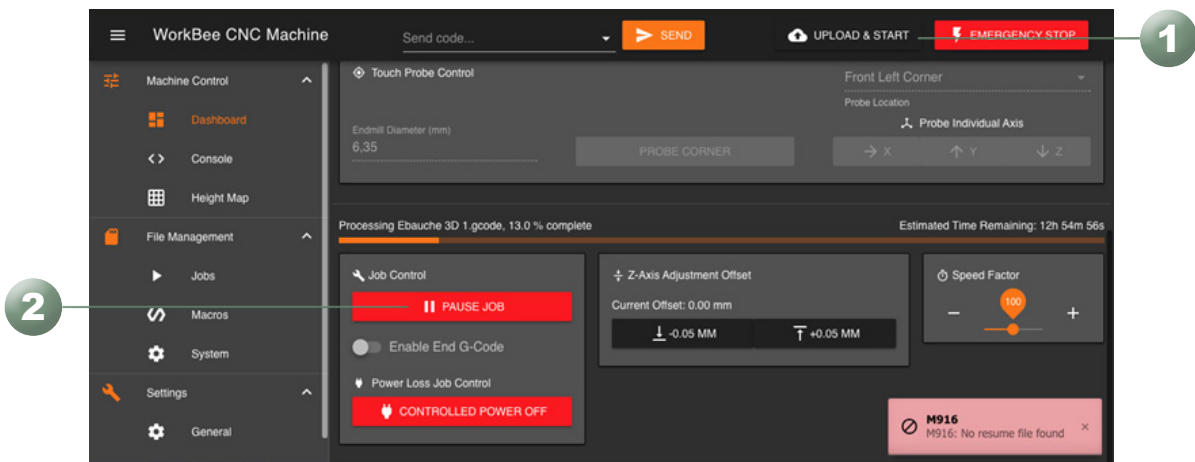 WorkBee CNC Machine
Send code...
SEND
UPLOAD & START
EMERGENCY STOP
1
Machine Control
Dashboard
Console
Height Map
File Management
Jobs
Macros
System
Settings
General
Touch Probe Control
Front Left Corner
Probe Location
Probe Individual Axis
Endmill Diameter (mm)
6,35
PROBE CORNER
X
Y
Z
Processing Ebauche 3D 1.gcode, 13.0 % complete
Estimated Time Remaining: 12h 54m 56s
2
Job Control
PAUSE JOB
Enable End G-Code
Power Loss Job Control
CONTROLLED POWER OFF
Z-Axis Adjustment Offset
Current Offset: 0.00 mm
-0.05 MM
+0.05 MM
Speed Factor
100
− +
M916
M916: No resume file found ×